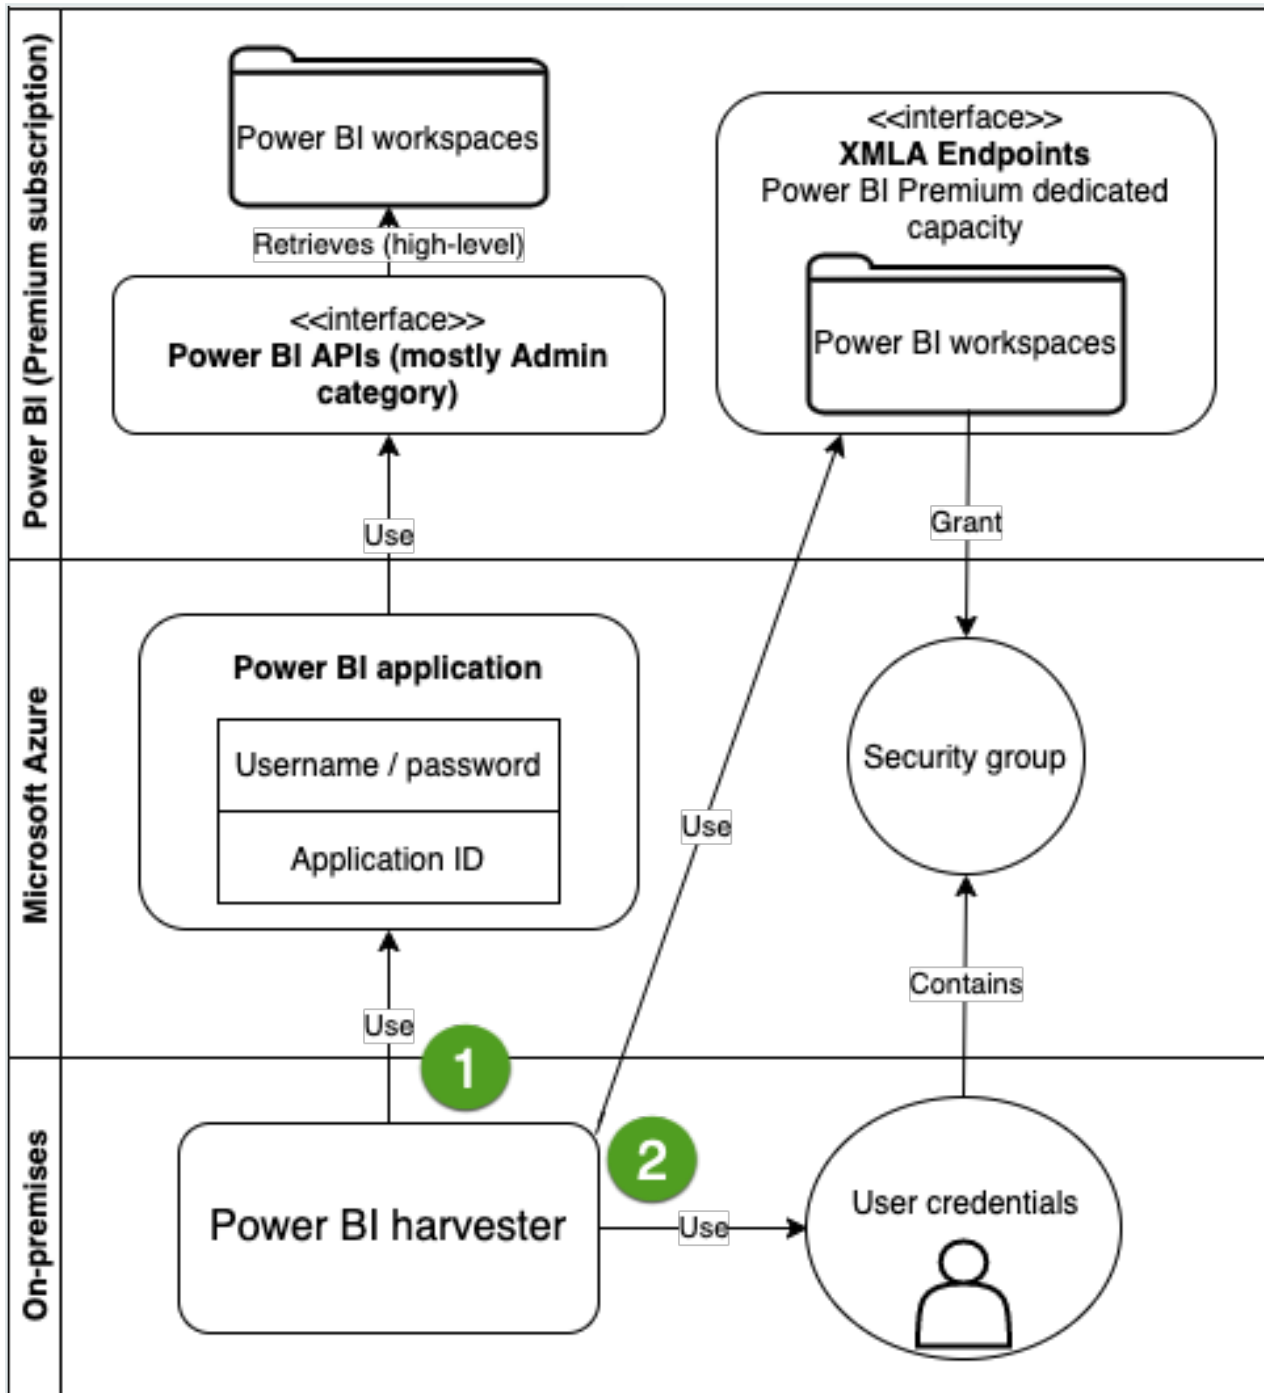 Power BI (Premium subscription)
Power BI workspaces
Retrieves (high-level)
<<interface>>
Power BI APIs (mostly Admin
category)
Use
<<interface>>
XMLA Endpoints
Power BI Premium dedicated
capacity
Power BI workspaces
Grant
Microsoft Azure
Power BI application
Username / password
Application ID
Use
Use
Security group
Contains
On-premises
1
2
Power BI harvester
Use
User credentials